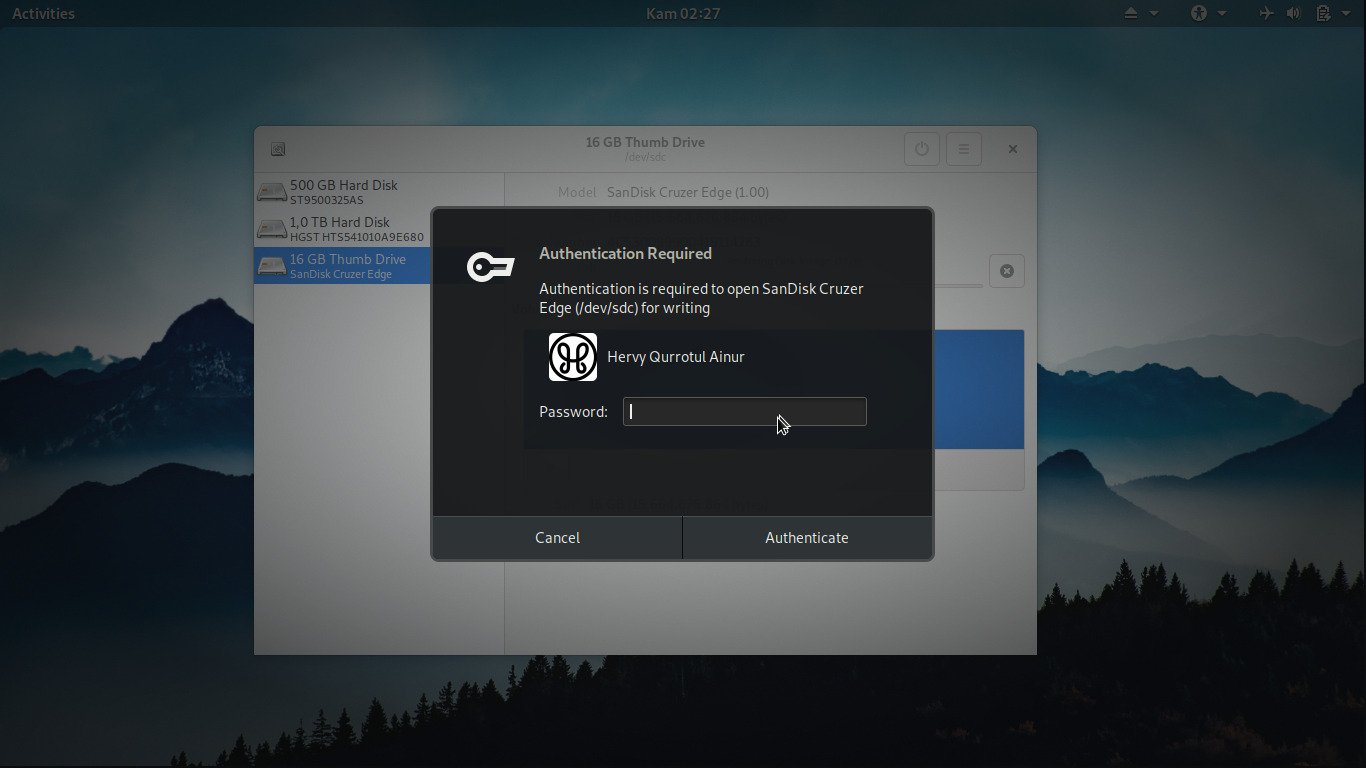 Activities
Kam 02:27
16 GB Thumb Drive
/dev/sdc
500 GB Hard Disk
ST9500325AS
1,0 TB Hard Disk
HGST HTS541010A9E680
16 GB Thumb Drive
SanDisk Cruzer Edge
Model SanDisk Cruzer Edge (1.00)
Authentication Required
Authentication is required to open SanDisk Cruzer
Edge (/dev/sdc) for writing
Hervy Qurrotul Ainur
Password:
Cancel
Authenticate